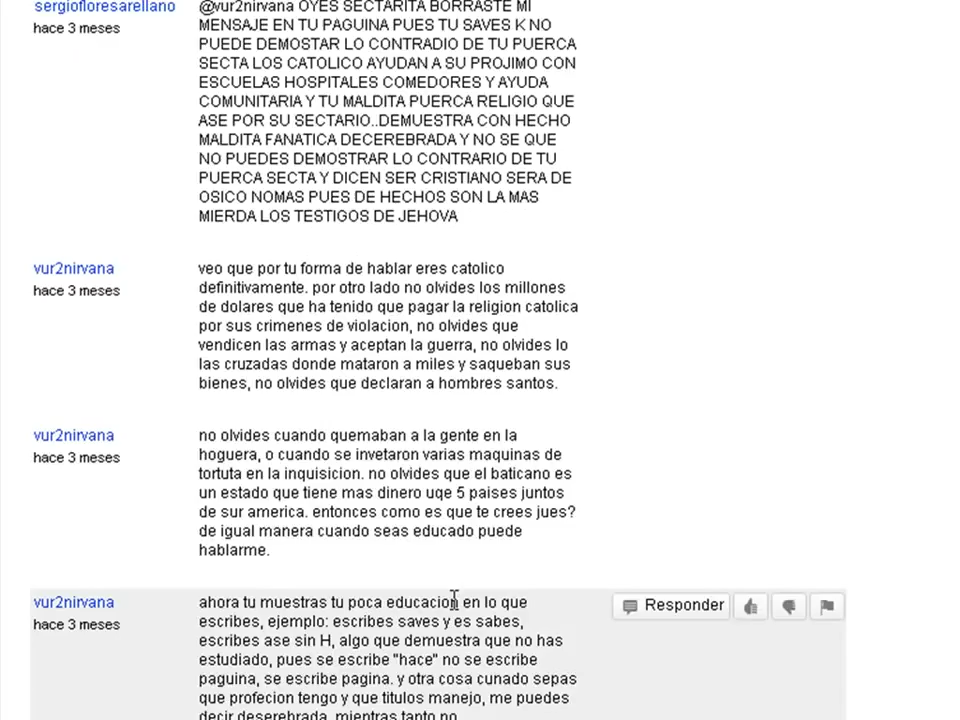 sergiofloresarellano
hace 3 meses
@vur2nirvana OYES SECTARITA BORRASTE MI
MENSAJE EN TU PAGUINA PUES TU SAVES K NO
PUEDE DEMOSTAR LO CONTRADIO DE TU PUERCA
SECTA LOS CATOLICO AYUDAN A SU PROJIMO CON
ESCUELAS HOSPITALES COMEDORES Y AYUDA
COMUNITARIA Y TU MALDITA PUERCA RELIGIO QUE
ASE POR SU SECTARIO..DEMUESTRA CON HECHO
MALDITA FANATICA DECEREBRADA Y NO SE QUE
NO PUEDES DEMOSTRAR LO CONTRARIO DE TU
PUERCA SECTA Y DICEN SER CRISTIANO SERA DE
OSICO NOMAS PUES DE HECHOS SON LA MAS
MIERDA LOS TESTIGOS DE JEHOVA
vur2nirvana
hace 3 meses
veo que por tu forma de hablar eres catolico
definitivamente. por otro lado no olvides los millones
de dolares que ha tenido que pagar la religion catolica
por sus crimenes de violacion, no olvides que
vendicen las armas y aceptan la guerra, no olvides lo
las cruzadas donde mataron a miles y saqueban sus
bienes, no olvides que declaran a hombres santos.
vur2nirvana
hace 3 meses
no olvides cuando quemaban a la gente en la
hoguera, o cuando se invetaron varias maquinas de
tortuta en la inquisicion. no olvides que el baticano es
un estado que tiene mas dinero uqe 5 paises juntos
de sur america. entonces como es que te crees jues?
de igual manera cuando seas educado puede
hablarme.
vur2nirvana
hace 3 meses
ahora tu muestras tu poca educacion en lo que
escribes, ejemplo: escribes saves y es sabes,
escribes ase sin H, algo que demuestra que no has
estudiado, pues se escribe "hace" no se escribe
paguina, se escribe pagina. y otra cosa cunado sepas
que profecion tengo y que titulos manejo, me puedes
decir deserebrada, mientras tanto no
Responder